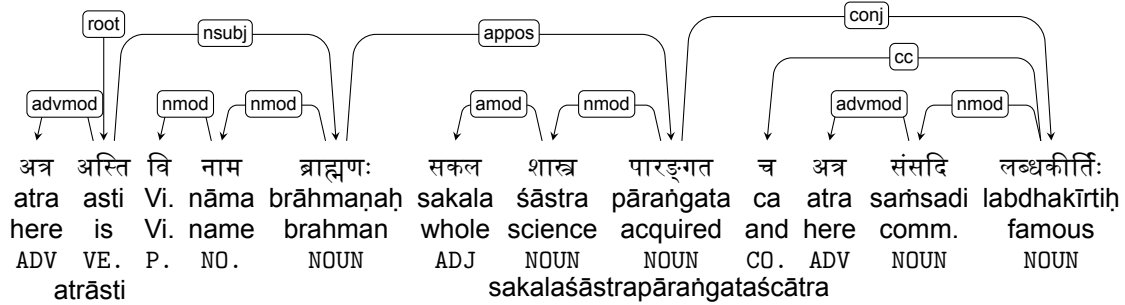 root
nsubj
appos
conj
cc
advmod
nmod
nmod
amod
nmod
advmod
nmod
अत्र अस्ति वि नाम ब्राह्मणः सकल शास्त्र पारङ्गत च अत्र संसदि लब्धकीर्तिः
atra asti Vi. nāma brāhmaṇaḥ sakala śāstra pāraṅgata ca atra saṁsadi labdhakīrtiḥ
here is Vi. name brahman whole science acquired and here comm. famous
ADV VE. P. NO. NOUN ADJ NOUN NOUN CO. ADV NOUN NOUN
atrāsti sakalaśāstrapāraṅgataścātra